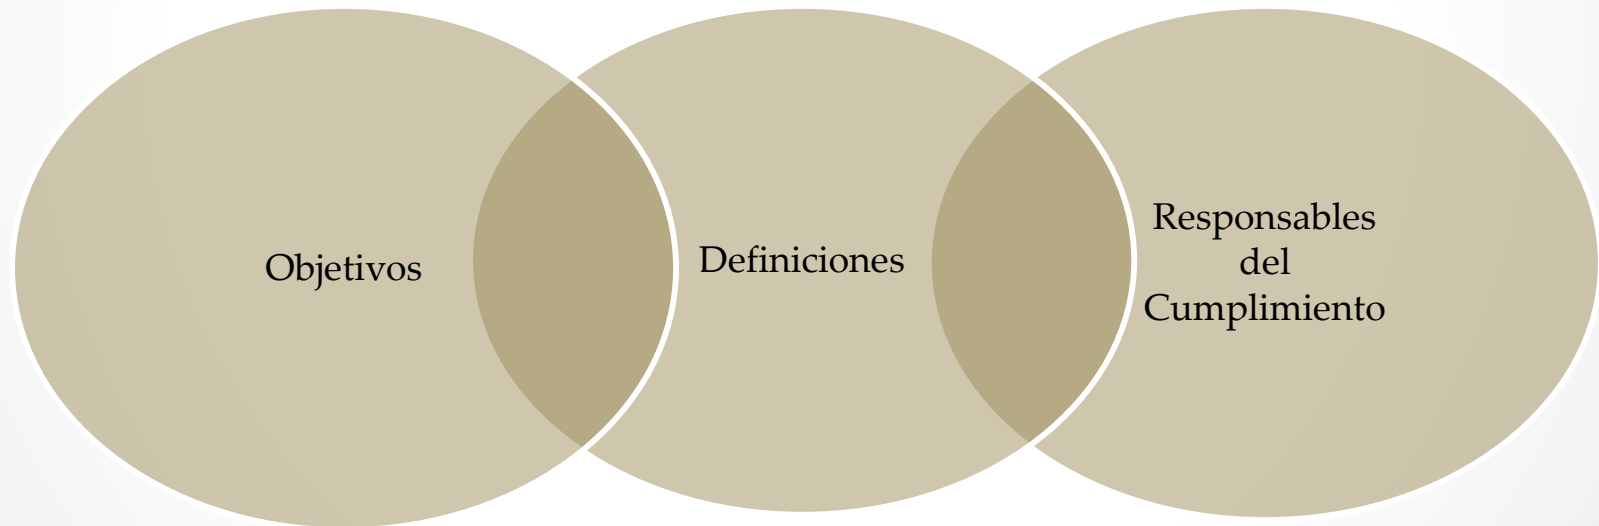 Objetivos
Definiciones
Responsables
del
Cumplimiento